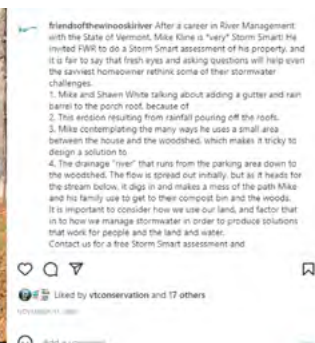 friendsofthewinooskiriver After a career in River Management
with the State of Vermont, Mike Kline is *very* Storm Smart! He
invited FWR to do a Storm Smart assessment of his property, and
it is fair to say that fresh eyes and asking questions will help even
the savviest homeowner rethink some of their stormwater
challenges.
1. Mike and Shawn White talking about adding a gutter and rain
barrel to the porch roof, because of
2. This erosion resulting from rainfall pouring off the roofs.
3. Mike contemplating the many ways he uses a small area
between the house and the woodshed, which makes it tricky to
design a solution to
4. The drainage "river" that runs from the parking area down to
the woodshed. The flow is spread out initially, but as it heads for
the stream below, it digs in and makes a mess of the path Mike
and his family use to get to their compost bin and the woods.
It is important to consider how we use our land, and factor that
in to how we manage stormwater in order to produce solutions
that work for people and the land and water.
Contact us for a free Storm Smart assessment and
Liked by vtconservation and 17 others